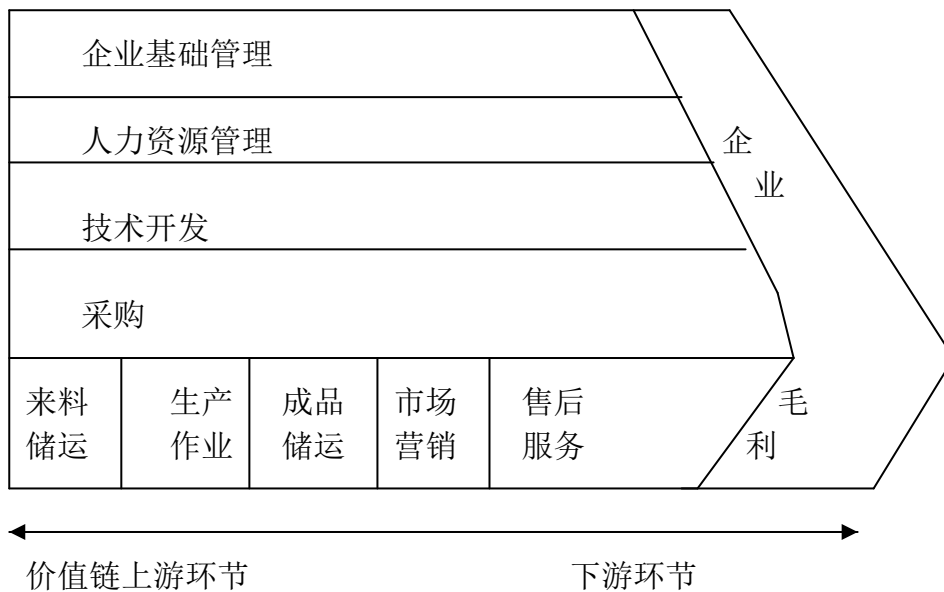 企业基础管理
人力资源管理
技术开发
采购
企
业
来料
储运
生产
作业
成品
储运
市场
营销
售后
服务
毛
利
价值链上游环节
下游环节